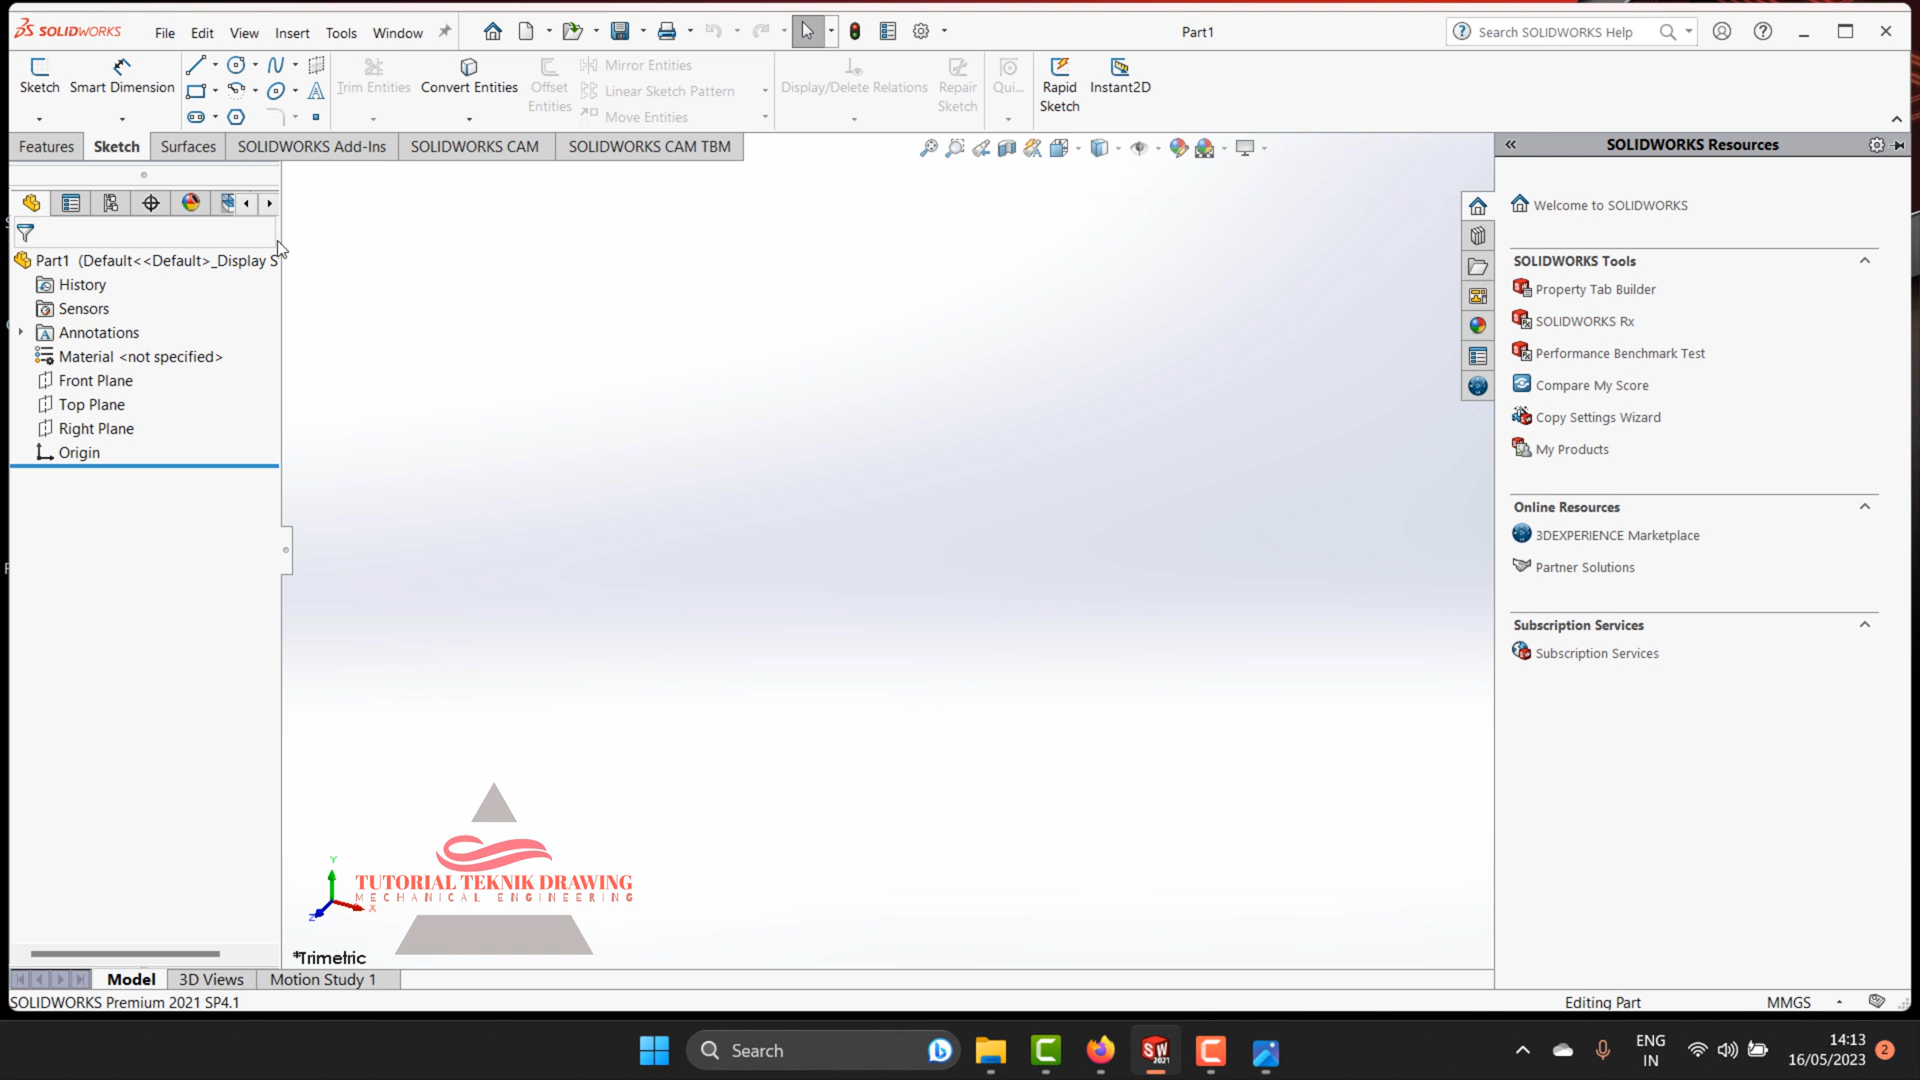 SOLIDWORKS File Edit View Insert Tools Window Part1 Search SOLIDWORKS Help
Sketch Smart Dimension Trim Entities Convert Entities Offset Entities Mirror Entities Linear Sketch Pattern Move Entities Display/Delete Relations Repair Sketch Qui... Rapid Sketch Instant2D
Features Sketch Surfaces SOLIDWORKS Add-Ins SOLIDWORKS CAM SOLIDWORKS CAM TBM
SOLIDWORKS Resources
Part1 (Default<<Default>_Display S
History
Sensors
Annotations
Material <not specified>
Front Plane
Top Plane
Right Plane
Origin
Welcome to SOLIDWORKS
SOLIDWORKS Tools
Property Tab Builder
SOLIDWORKS Rx
Performance Benchmark Test
Compare My Score
Copy Settings Wizard
My Products
Online Resources
3DEXPERIENCE Marketplace
Partner Solutions
Subscription Services
Subscription Services
Y
X
Z
TUTORIAL TEKNIK DRAWING
MECHANICAL ENGINEERING
*Trimetric
Model 3D Views Motion Study 1
SOLIDWORKS Premium 2021 SP4.1 Editing Part MMGS
Search
SW
2021
ENG
IN
14:13
16/05/2023
2